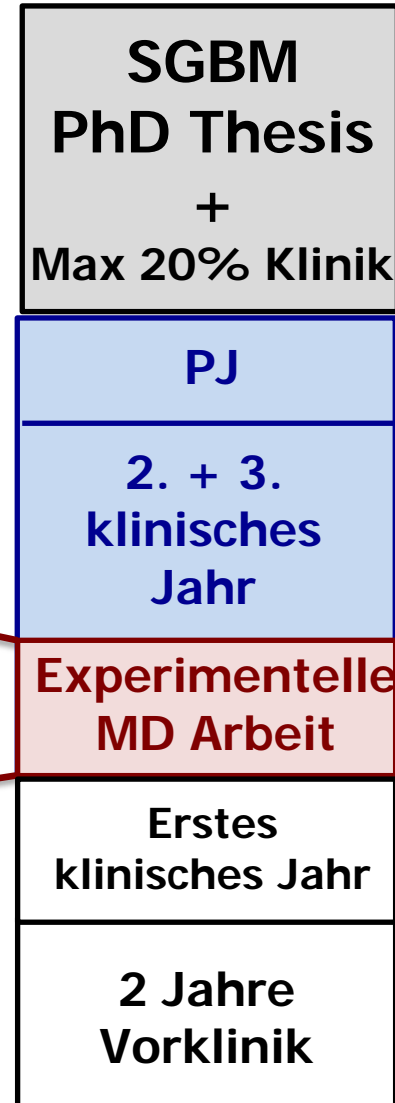 SGBM
PhD Thesis
+
Max 20% Klinik
PJ
2. + 3.
klinisches
Jahr
Experimentelle
MD Arbeit
Erstes
klinisches Jahr
2 Jahre
Vorklinik